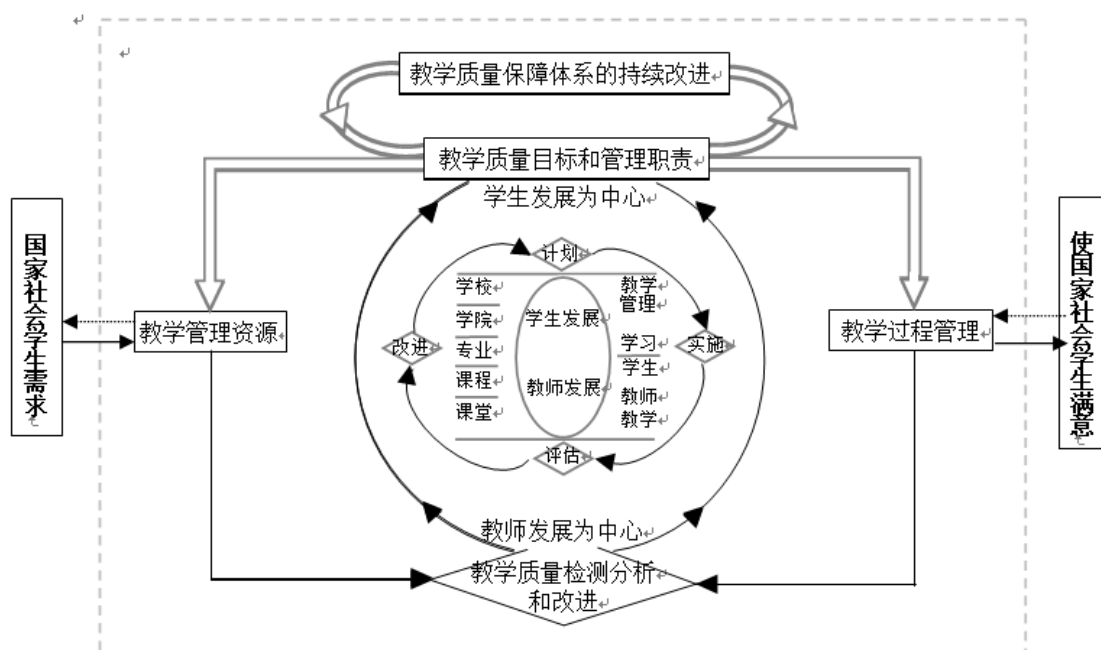 教学质量保障体系的持续改进
教学质量目标和管理职责
学生发展为中心
国家社会学生需求
使国家社会学生满意
计划
学校
教学
管理
学院
学生发展
教学管理资源
教学过程管理
改进
专业
学习
实施
学生
课程
教师发展
教师
课堂
教学
评估
教师发展为中心
教学质量检测分析
和改进